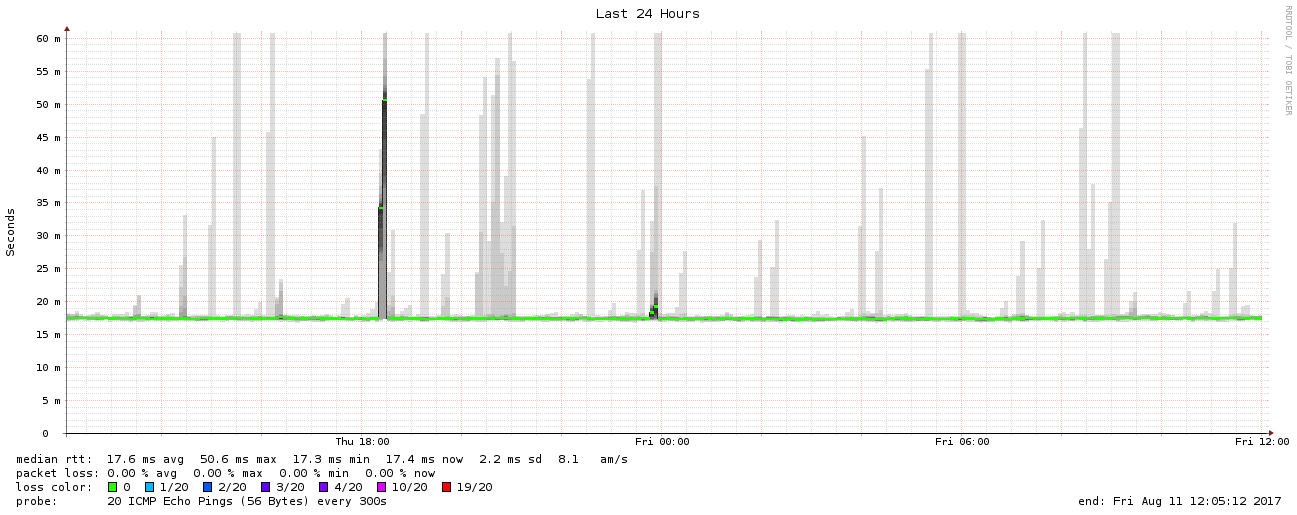 Last 24 Hours
RRDTOOL / TOBI OETIKER
Seconds
60 m
55 m
50 m
45 m
40 m
35 m
30 m
25 m
20 m
15 m
10 m
5 m
0
Thu 18:00 Fri 00:00 Fri 06:00 Fri 12:00
median rtt: 17.6 ms avg 50.6 ms max 17.3 ms min 17.4 ms now 2.2 ms sd 8.1 am/s
packet loss: 0.00 % avg 0.00 % max 0.00 % min 0.00 % now
loss color: 0 1/20 2/20 3/20 4/20 10/20 19/20
probe: 20 ICMP Echo Pings (56 Bytes) every 300s end: Fri Aug 11 12:05:12 2017